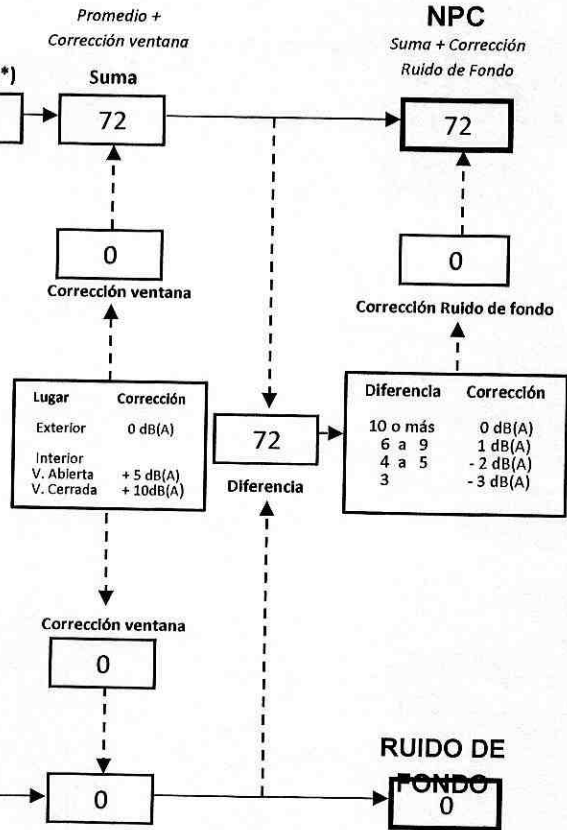 Promedio +
Corrección ventana
NPC
Suma + Corrección
Ruido de Fondo
*)
Suma
72
72
0
Corrección ventana
0
Corrección Ruido de fondo
Lugar Corrección
Exterior 0 dB(A)
Interior
V. Abierta + 5 dB(A)
V. Cerrada + 10dB(A)
72
Diferencia
Diferencia Corrección
10 o más 0 dB(A)
6 a 9 1 dB(A)
4 a 5 - 2 dB(A)
3 - 3 dB(A)
Corrección ventana
0
0
RUIDO DE
FONDO
0